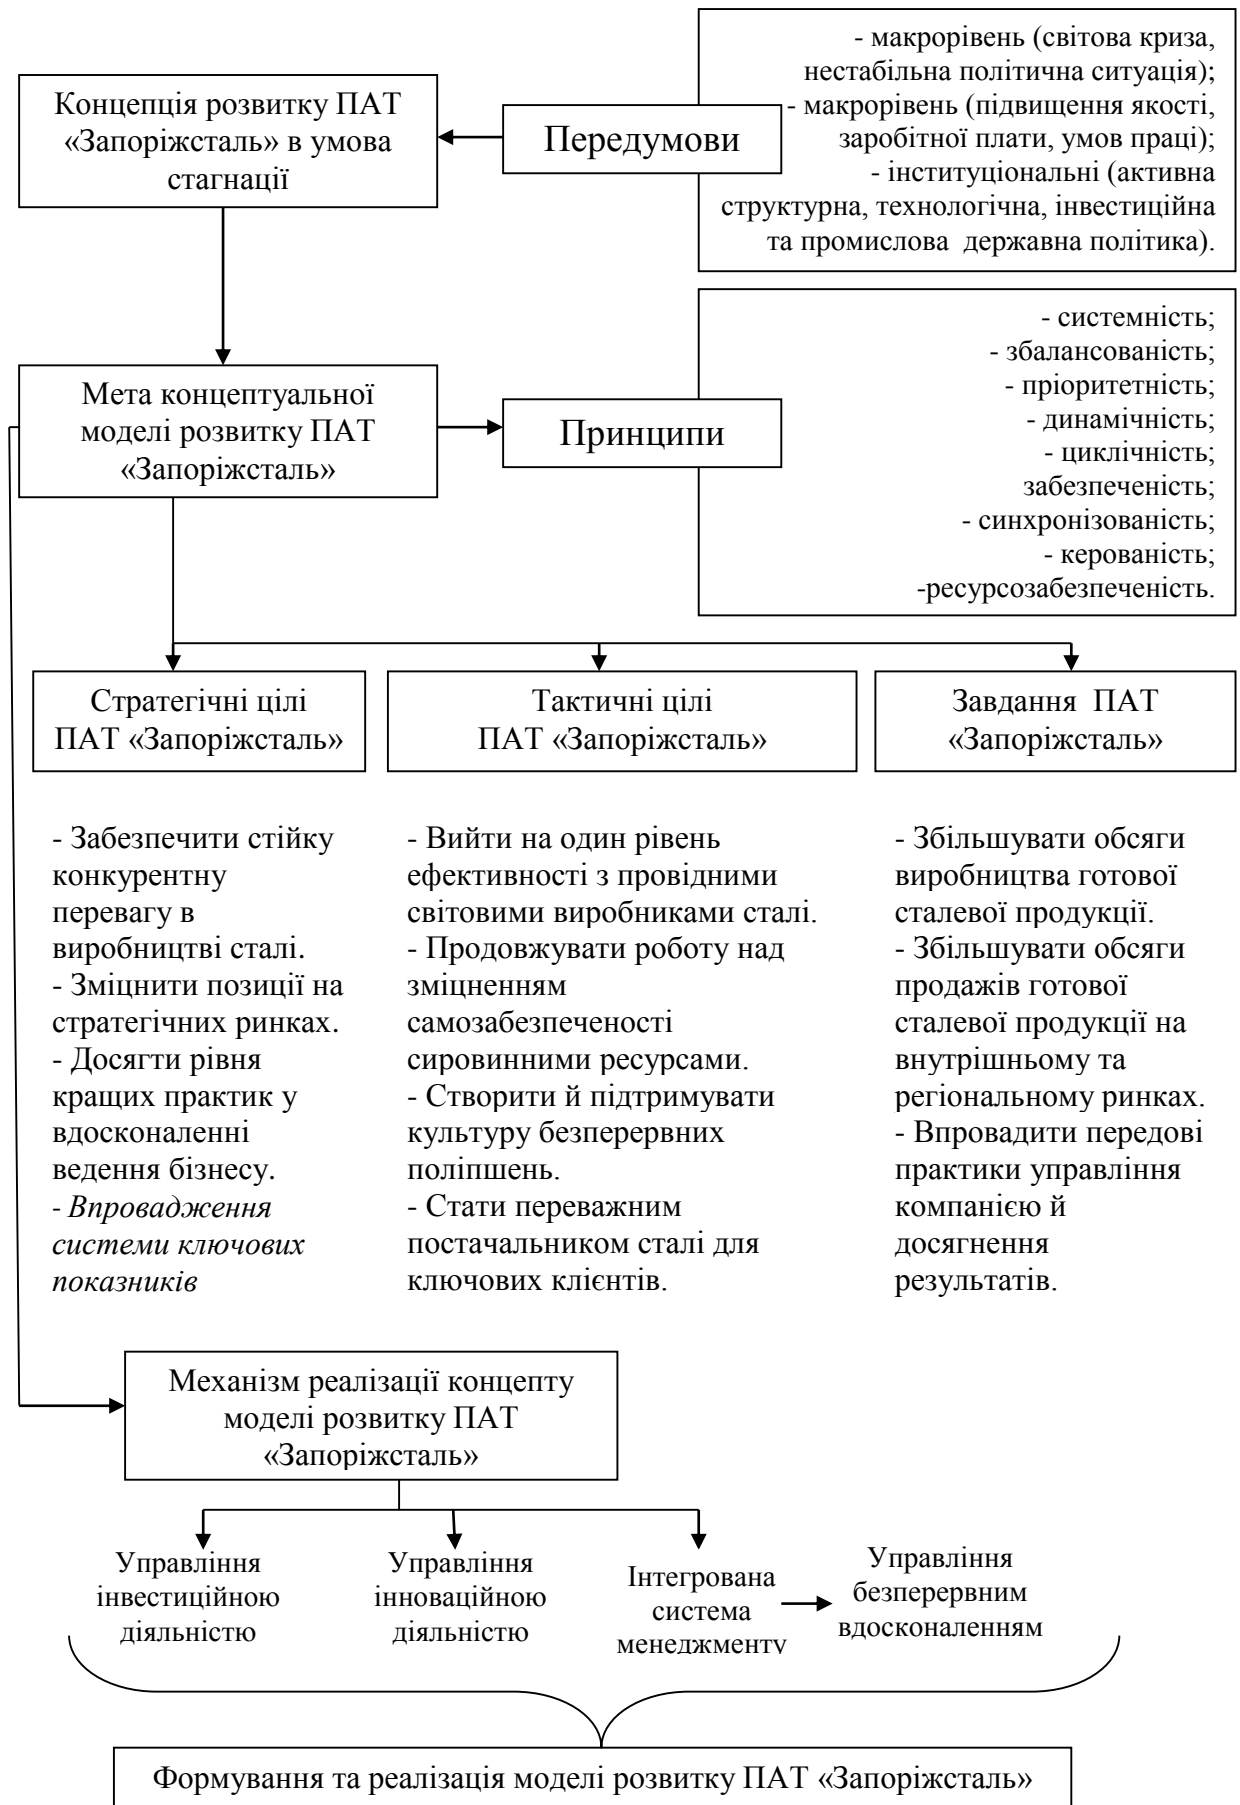 - макрорівень (світова криза,
нестабільна політична ситуація);
- макрорівень (підвищення якості,
заробітної плати, умов праці);
- інституціональні (активна
структурна, технологічна, інвестиційна
та промислова державна політика).
Концепція розвитку ПАТ
«Запоріжсталь» в умова
стагнації
Передумови
- системність;
- збалансованість;
- пріоритетність;
- динамічність;
- циклічність;
забезпеченість;
- синхронізованість;
- керованість;
-ресурсозабезпеченість.
Мета концептуальної
моделі розвитку ПАТ
«Запоріжсталь»
Принципи
Стратегічні цілі
ПАТ «Запоріжсталь»
Тактичні цілі
ПАТ «Запоріжсталь»
Завдання ПАТ
«Запоріжсталь»
- Забезпечити стійку
конкурентну
перевагу в
виробництві сталі.
- Зміцнити позиції на
стратегічних ринках.
- Досягти рівня
кращих практик у
вдосконаленні
ведення бізнесу.
- Впровадження
системи ключових
показників
- Вийти на один рівень
ефективності з провідними
світовими виробниками сталі.
- Продовжувати роботу над
зміцненням
самозабезпеченості
сировинними ресурсами.
- Створити й підтримувати
культуру безперервних
поліпшень.
- Стати переважним
постачальником сталі для
ключових клієнтів.
- Збільшувати обсяги
виробництва готової
сталевої продукції.
- Збільшувати обсяги
продажів готової
сталевої продукції на
внутрішньому та
регіональному ринках.
- Впровадити передові
практики управління
компанією й
досягнення
результатів.
Механізм реалізації концепту
моделі розвитку ПАТ
«Запоріжсталь»
Управління
інвестиційною
діяльністю
Управління
інноваційною
діяльністю
Інтегрована
система
менеджменту
Управління
безперервним
вдосконаленням
Формування та реалізація моделі розвитку ПАТ «Запоріжсталь»